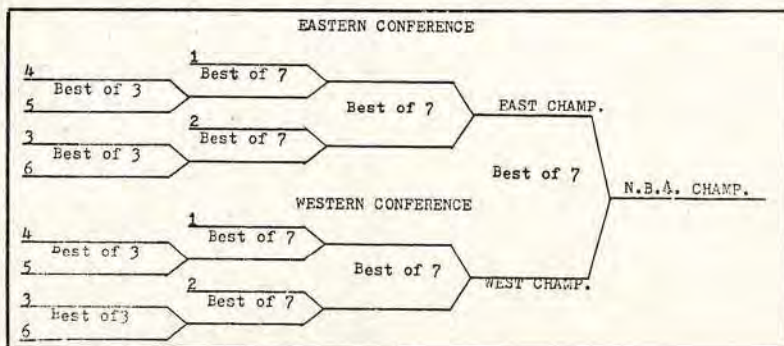 EASTERN CONFERENCE
1
Best of 7
4
Best of 3
5
Best of 7
2
Best of 7
3
Best of 3
6
EAST CHAMP.
Best of 7
N.B.A. CHAMP.
WESTERN CONFERENCE
1
Best of 7
4
Best of 3
5
Best of 7
2
Best of 7
3
Best of3
6
WEST CHAMP.